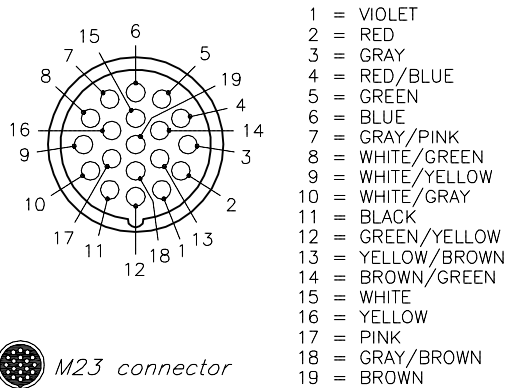 6
15
5
7
19
8
4
16
14
9
3
10
2
17
13
11
1
18
12
1 = VIOLET
2 = RED
3 = GRAY
4 = RED/BLUE
5 = GREEN
6 = BLUE
7 = GRAY/PINK
8 = WHITE/GREEN
9 = WHITE/YELLOW
10 = WHITE/GRAY
11 = BLACK
12 = GREEN/YELLOW
13 = YELLOW/BROWN
14 = BROWN/GREEN
15 = WHITE
16 = YELLOW
17 = PINK
18 = GRAY/BROWN
19 = BROWN
M23 connector